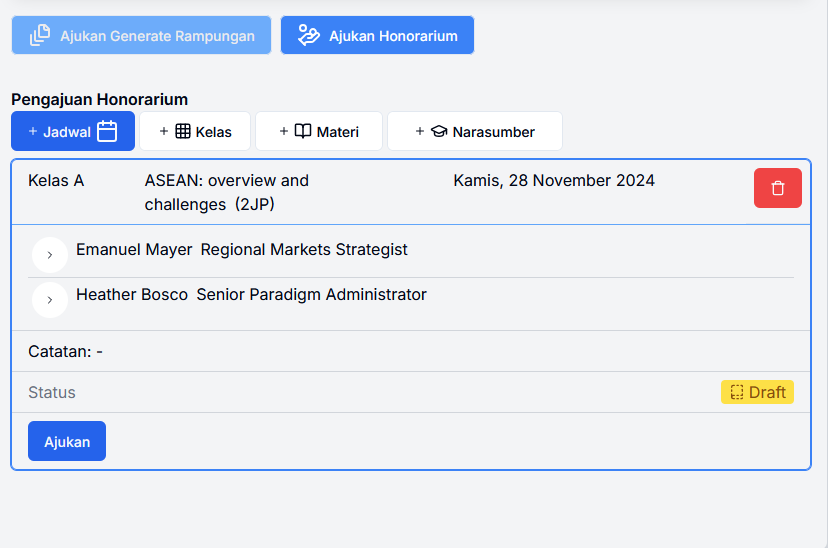 Ajukan Generate Rampungan
Ajukan Honorarium
Pengajuan Honorarium
+ Jadwal
+ Kelas
+ Materi
+ Narasumber
Kelas A
ASEAN: overview and
challenges (2JP)
Kamis, 28 November 2024
Emanuel Mayer Regional Markets Strategist
Heather Bosco Senior Paradigm Administrator
Catatan: -
Status
Draft
Ajukan